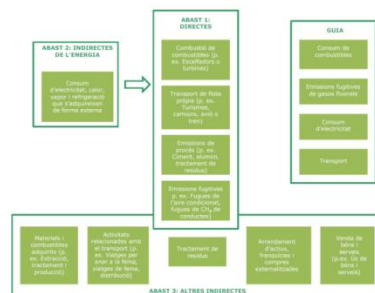 ABAST 1:
DIRECTES
ABAST 2: INDIRECTES
DE L'ENERGIA
GUIA
Consum
d'electricitat, calor,
vapor i refrigeració
que s'adquireixen
de forma externa
Combustió de
combustibles (p.
ex. Escalfadors o
turbines)
Transport de flota
pròpia (p. ex.
Turismes,
camions, avió o
tren)
Emissions de
procés (p. ex.
Ciment, alumini,
tractament de
residus)
Emissions fugitives
p. ex. Fugues de
l'aire condicionat,
fugues de CH4 de
conductes)
Consum de
combustibles
Emissions fugitives
de gasos fluorats
Consum
d'electricitat
Transport
Materials i
combustibles
adquirits (p.
ex. Extracció,
tractament i
producció)
Activitats
relacionades amb
el transport (p.
ex. Viatges per
anar a la feina,
viatges de feina,
distribució)
Tractament de
residus
Arrendament
d'actius,
franquícies i
compres
externalitzades
Venda de
béns i
serveis
(p.ex. Ús de
béns i
serveis)
ABAST 3: ALTRES INDIRECTES